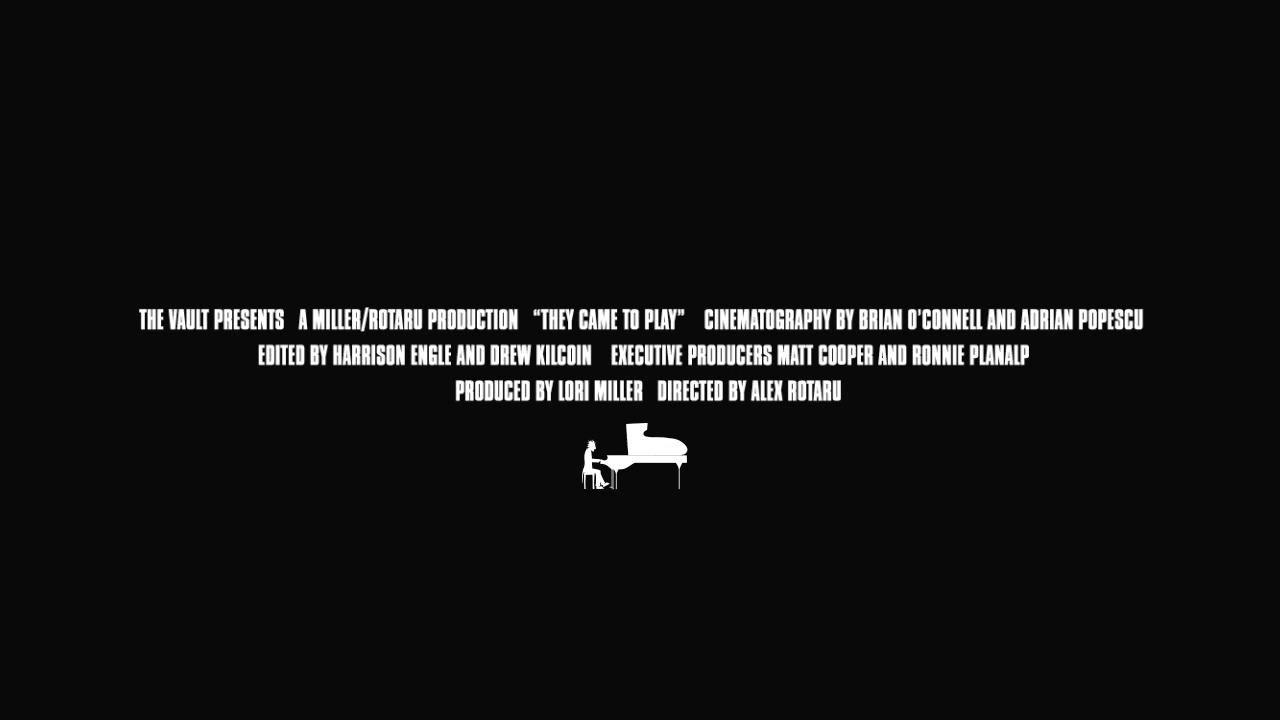 THE VAULT PRESENTS A MILLER/ROTARU PRODUCTION “THEY CAME TO PLAY” CINEMATOGRAPHY BY BRIAN O'CONNELL AND ADRIAN POPESCU
EDITED BY HARRISON ENGLE AND DREW KILCOIN EXECUTIVE PRODUCERS MATT COOPER AND RONNIE PLANALP
PRODUCED BY LORI MILLER DIRECTED BY ALEX ROTARU